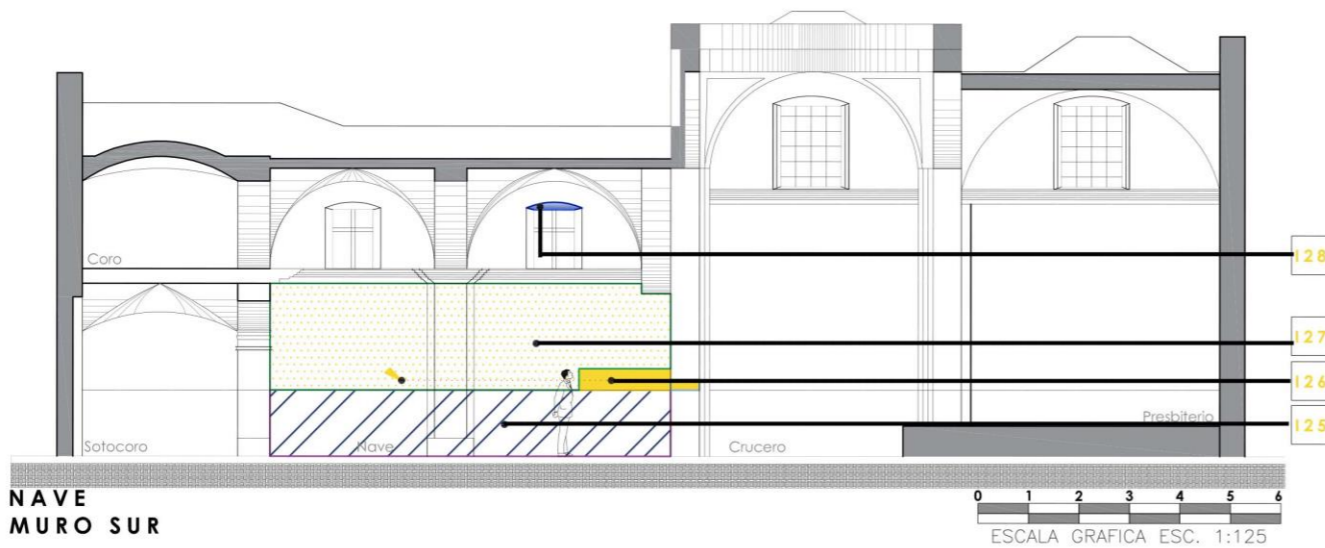 Coro
128
127
126
125
Sotocoro
Nave
Crucero
Presbiterio
NAVE
MURO SUR
0 1 2 3 4 5 6
ESCALA GRAFICA ESC. 1:125